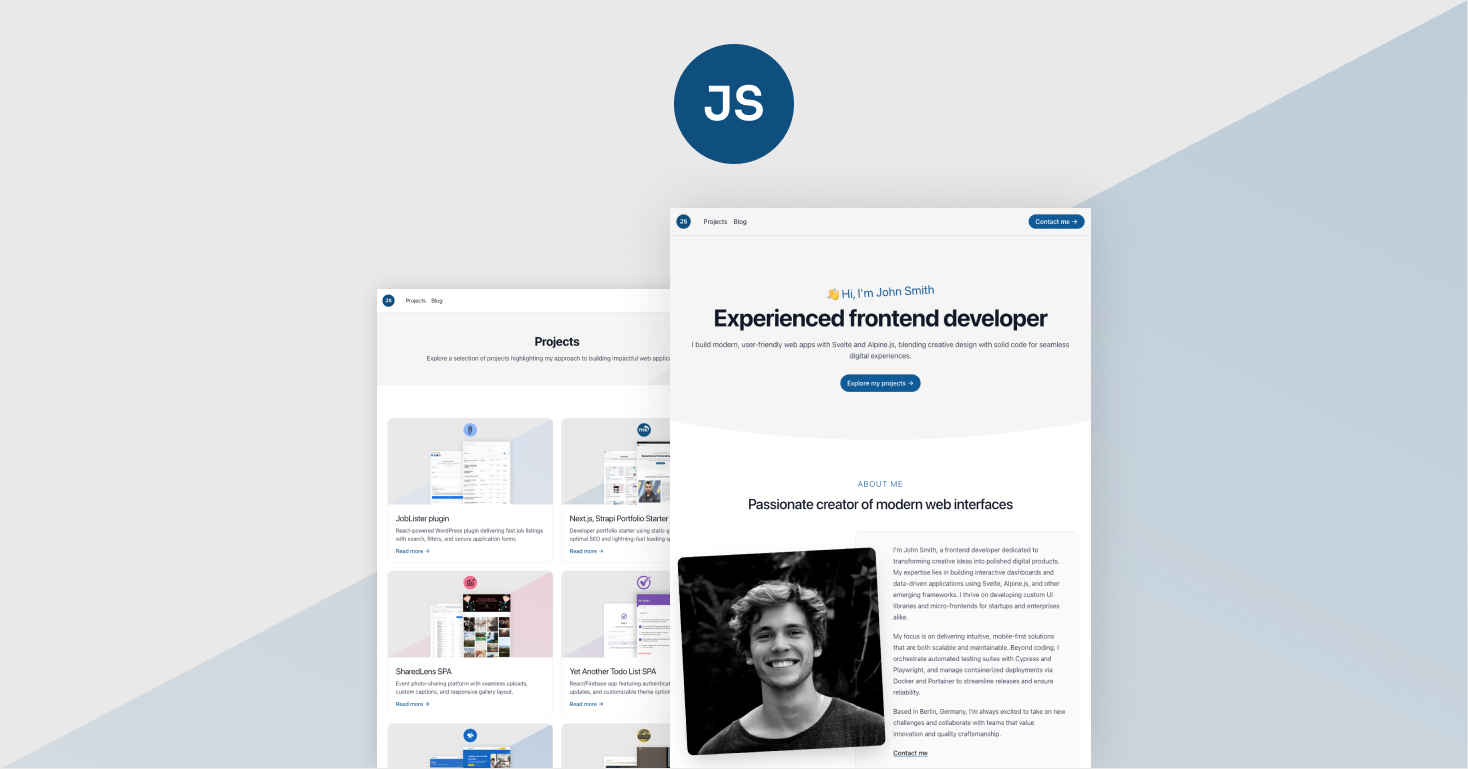 JS
JS
Projects Blog
Projects
Explore a selection of projects highlighting my approach to building impactful web
JobLister plugin
React-powered WordPress plugin delivering fast job listings
with search, filters, and secure application forms.
Read more →
Next.js, Strapi Portfolio Starter
Developer portfolio starter using static
optimal SEO and lightning-fast loading
Read more →
SharedLens SPA
Event photo-sharing platform with seamless uploads,
custom captions, and responsive gallery layout.
Read more →
Yet Another Todo List SPA
React/Firebase app featuring
updates, and customizable theme
Read more →
JS
Projects Blog
Contact me →
👋 Hi, I'm John Smith
Experienced frontend developer
I build modern, user-friendly web apps with Svelte and Alpine.js, blending creative design with solid code for seamless
digital experiences.
Explore my projects →
ABOUT ME
Passionate creator of modern web interfaces
I'm John Smith, a frontend developer dedicated to
transforming creative ideas into polished digital products.
My expertise lies in building interactive dashboards and
data-driven applications using Svelte, Alpine.js, and other
emerging frameworks. I thrive on developing custom UI
libraries and micro-frontends for startups and enterprises
alike.
My focus is on delivering intuitive, mobile-first solutions
that are both scalable and maintainable. Beyond coding, I
orchestrate automated testing suites with Cypress and
Playwright, and manage containerized deployments via
Docker and Portainer to streamline releases and ensure
reliability.
Based in Berlin, Germany, I'm always excited to take on new
challenges and collaborate with teams that value
innovation and quality craftsmanship.
Contact me